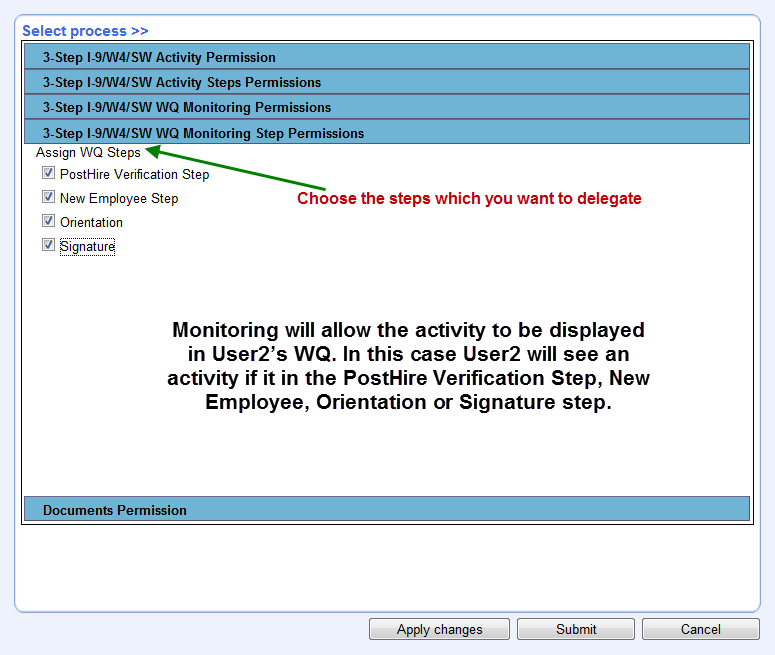 Select process >>
3-Step I-9/W4/SW Activity Permission
3-Step I-9/W4/SW Activity Steps Permissions
3-Step I-9/W4/SW WQ Monitoring Permissions
3-Step I-9/W4/SW WQ Monitoring Step Permissions
Assign WQ Steps
PostHire Verification Step
New Employee Step
Choose the steps which you want to delegate
Orientation
Signature
Monitoring will allow the activity to be displayed
in User2’s WQ. In this case User2 will see an
activity if it in the PostHire Verification Step, New
Employee, Orientation or Signature step.
Documents Permission
Apply changes
Submit
Cancel